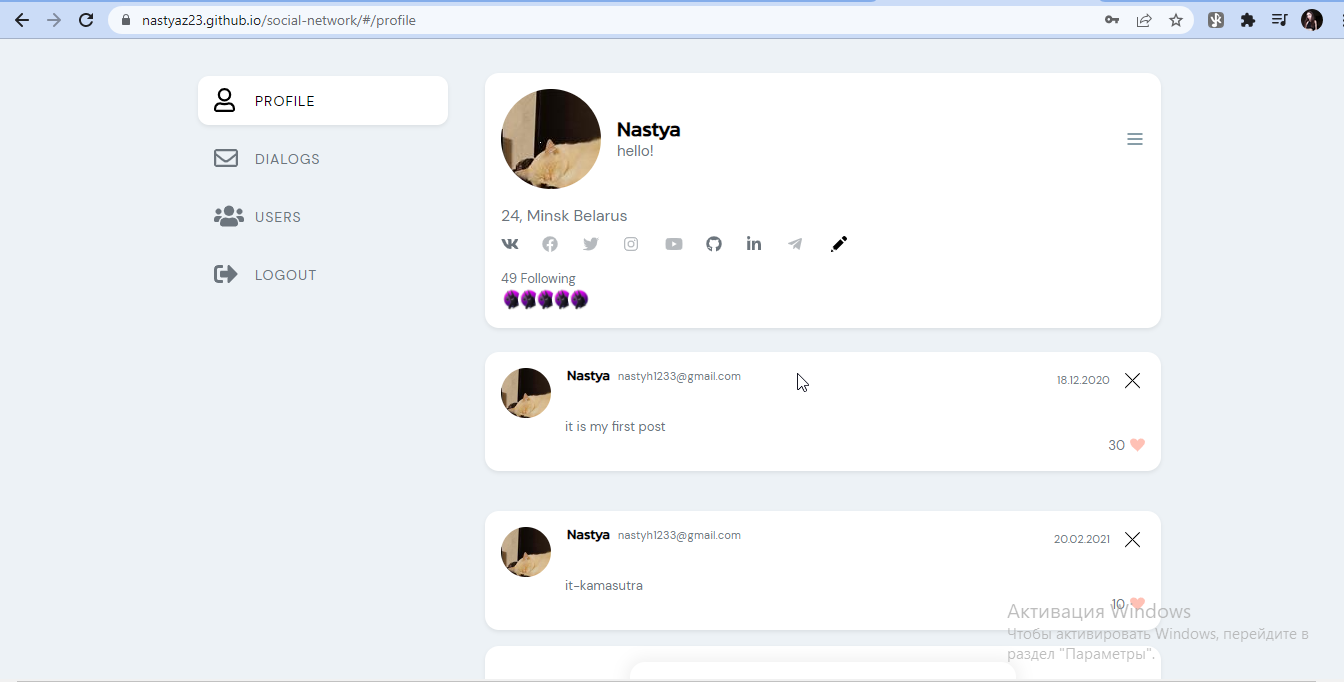 nastyaz23.github.io/social-network/#/profile
PROFILE
DIALOGS
USERS
LOGOUT
Nastya
hello!
24, Minsk Belarus
49 Following
Nastya nastyh1233@gmail.com 18.12.2020
it is my first post
30
Nastya nastyh1233@gmail.com 20.02.2021
it-kamasutra
10
Активация Windows
Чтобы активировать Windows, перейдите в
раздел "Параметры".